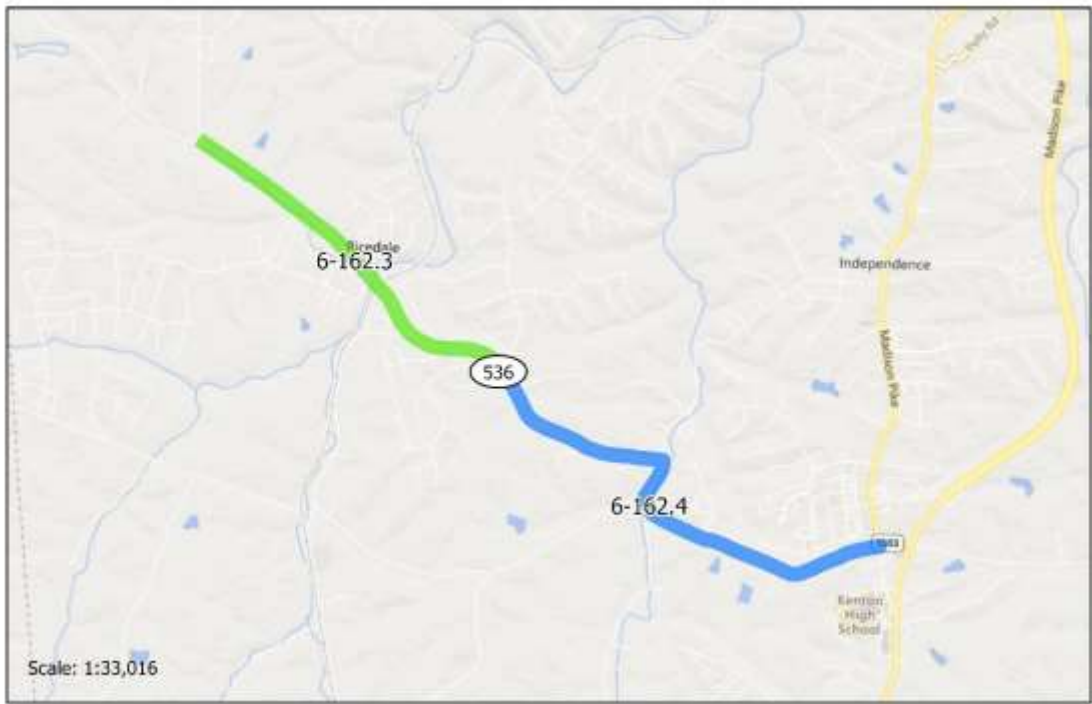 Madison Pike
Ricedale
6-162.3
Independence
Madison Pike
536
6-162.4
Kenton
High
School
Scale: 1:33,016